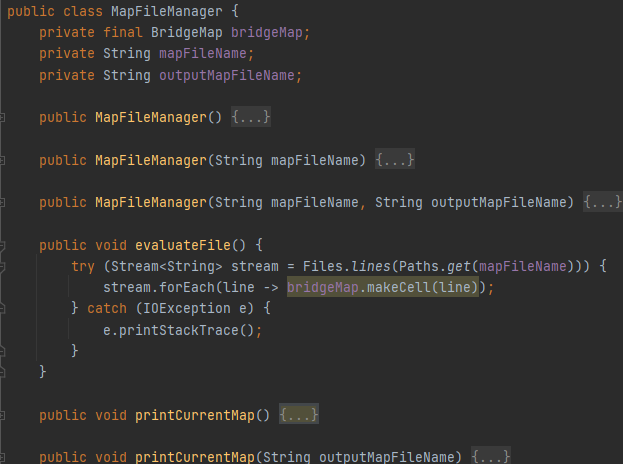 public class MapFileManager {
private final BridgeMap bridgeMap;
private String mapFileName;
private String outputMapFileName;
public MapFileManager() {...}
public MapFileManager(String mapFileName) {...}
public MapFileManager(String mapFileName, String outputMapFileName) {...}
public void evaluateFile() {
try (Stream<String> stream = Files.lines(Paths.get(mapFileName))) {
stream.forEach(line -> bridgeMap.makeCell(line));
} catch (IOException e) {
e.printStackTrace();
}
}
public void printCurrentMap() {...}
public void printCurrentMap(String outputMapFileName) {...}